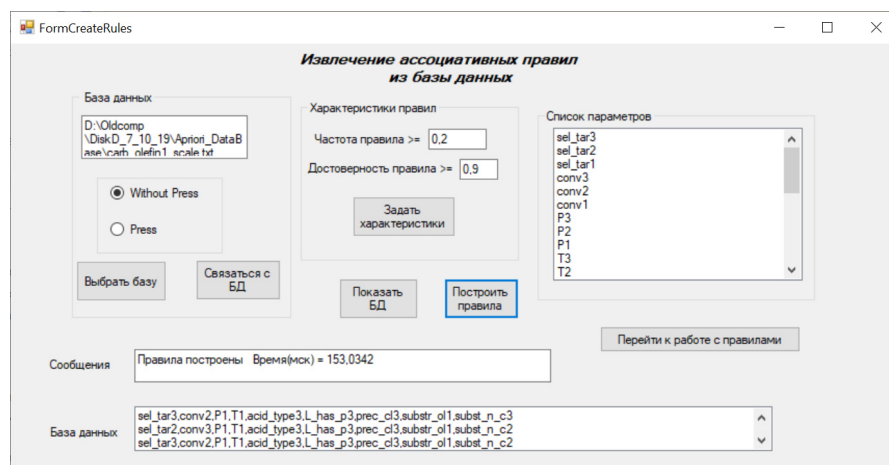 FormCreateRules
Извлечение ассоциативных правил
из базы данных
База данных
D:\Oldcomp
\DiskD_7_10_19\Apriori_DataB
ase\carb_olefin1_scale.txt
Without Press
Press
Выбрать базу
Связаться с
БД
Характеристики правил
Частота правила >= 0,2
Достоверность правила >= 0,9
Задать
характеристики
Показать
БД
Построить
правила
Список параметров
sel_tar3
sel_tar2
sel_tar1
conv3
conv2
conv1
P3
P2
P1
T3
T2
Перейти к работе с правилами
Сообщения
Правила построены Время(мск) = 153,0342
База данных
sel_tar3,conv2,P1,T1,acid_type3,L_has_p3,prec_cl3,substr_ol1,subst_n_c3
sel_tar2,conv3,P1,T1,acid_type3,L_has_p3,prec_cl3,substr_ol1,subst_n_c2
sel_tar3,conv2,P1,T1,acid_type3,L_has_p3,prec_cl3,substr_ol1,subst_n_c2